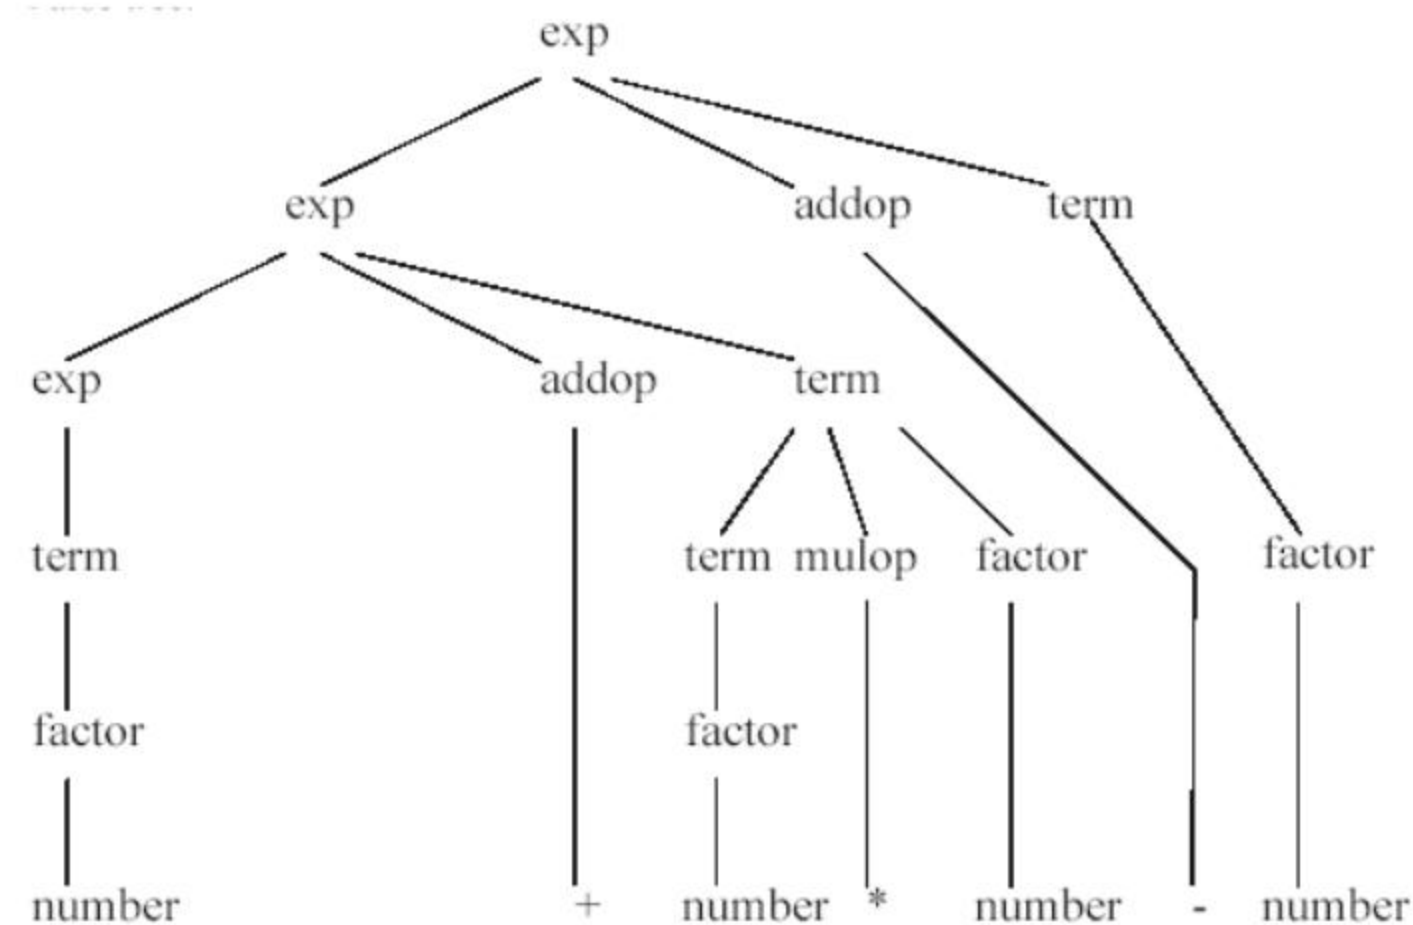 exp
exp addop term
exp addop term
term term mulop factor factor
factor factor
number + number * number - number